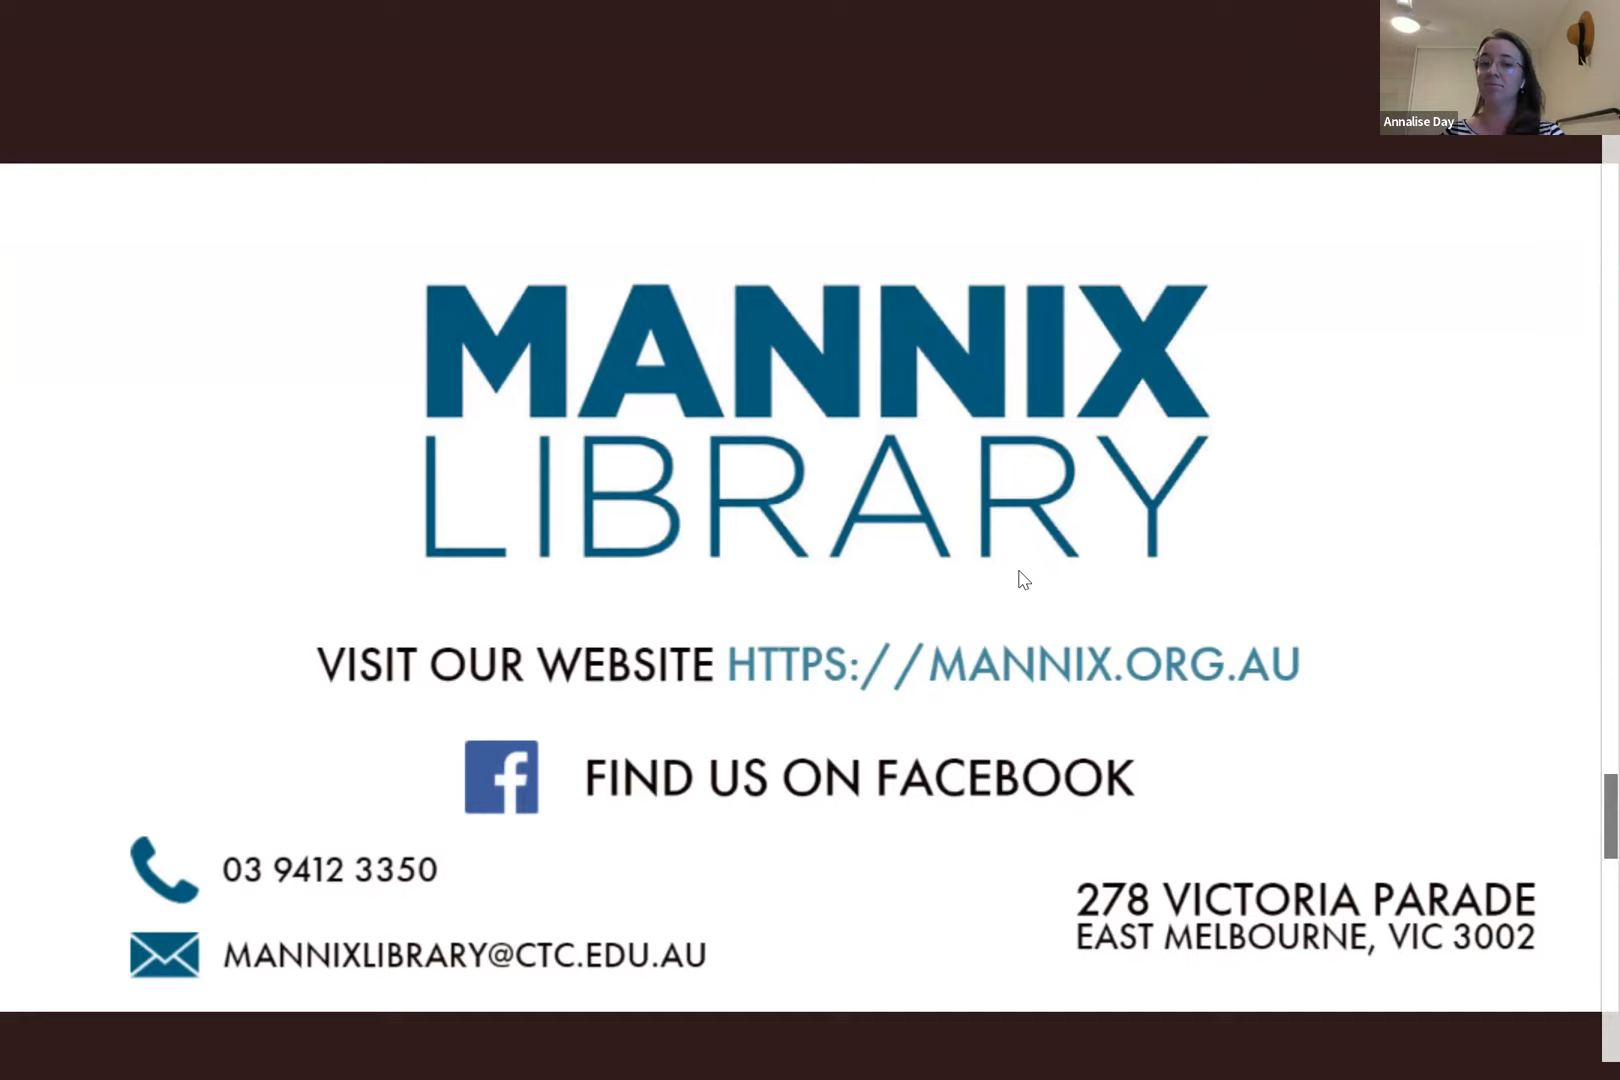 Annalise Day
MANNIX
LIBRARY
VISIT OUR WEBSITE HTTPS://MANNIX.ORG.AU
FIND US ON FACEBOOK
03 9412 3350
MANNIXLIBRARY@CTC.EDU.AU
278 VICTORIA PARADE
EAST MELBOURNE, VIC 3002